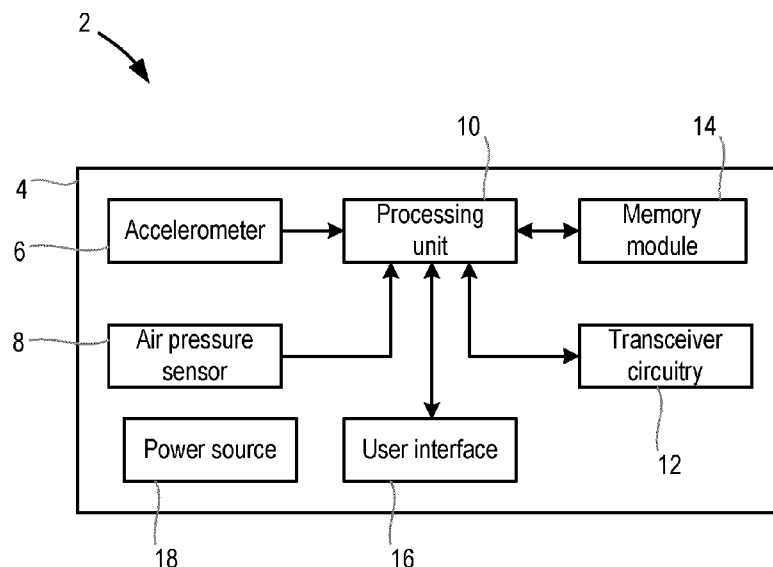 2
10
14
4
Accelerometer
Processing
unit
Memory
module
6
8
Air pressure
sensor
Transceiver
circuitry
Power source
User interface
12
18
16